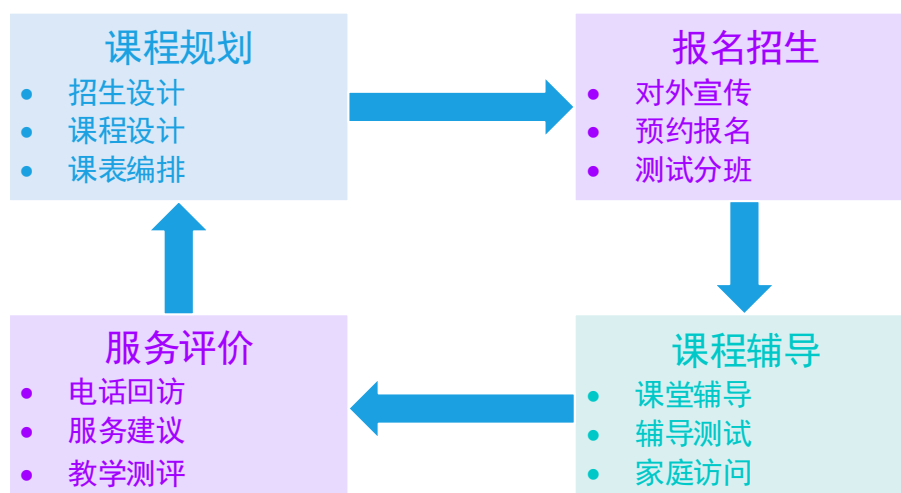 课程规划
• 招生设计
• 课程设计
• 课表编排
报名招生
• 对外宣传
• 预约报名
• 测试分班
服务评价
• 电话回访
• 服务建议
• 教学测评
课程辅导
• 课堂辅导
• 辅导测试
• 家庭访问